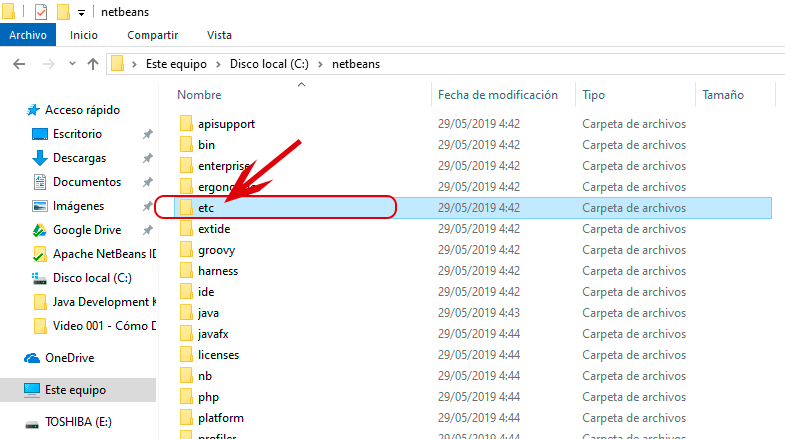 netbeans
Archivo Inicio Compartir Vista
Este equipo > Disco local (C:) > netbeans
Nombre Fecha de modificación Tipo Tamaño
Acceso rápido
Escritorio
Descargas
Documentos
Imágenes
Google Drive
Apache NetBeans ID
Disco local (C:)
Java Development K
Video 001 - Cómo D
OneDrive
Este equipo
TOSHIBA (E:)
apisupport 29/05/2019 4:42 Carpeta de archivos
bin 29/05/2019 4:42 Carpeta de archivos
enterprise 29/05/2019 4:42 Carpeta de archivos
29/05/2019 4:42 Carpeta de archivos
etc 29/05/2019 4:42 Carpeta de archivos
extide 29/05/2019 4:42 Carpeta de archivos
groovy 29/05/2019 4:42 Carpeta de archivos
harness 29/05/2019 4:42 Carpeta de archivos
ide 29/05/2019 4:42 Carpeta de archivos
java 29/05/2019 4:43 Carpeta de archivos
javafx 29/05/2019 4:44 Carpeta de archivos
licenses 29/05/2019 4:44 Carpeta de archivos
nb 29/05/2019 4:44 Carpeta de archivos
php 29/05/2019 4:44 Carpeta de archivos
platform 29/05/2019 4:44 Carpeta de archivos